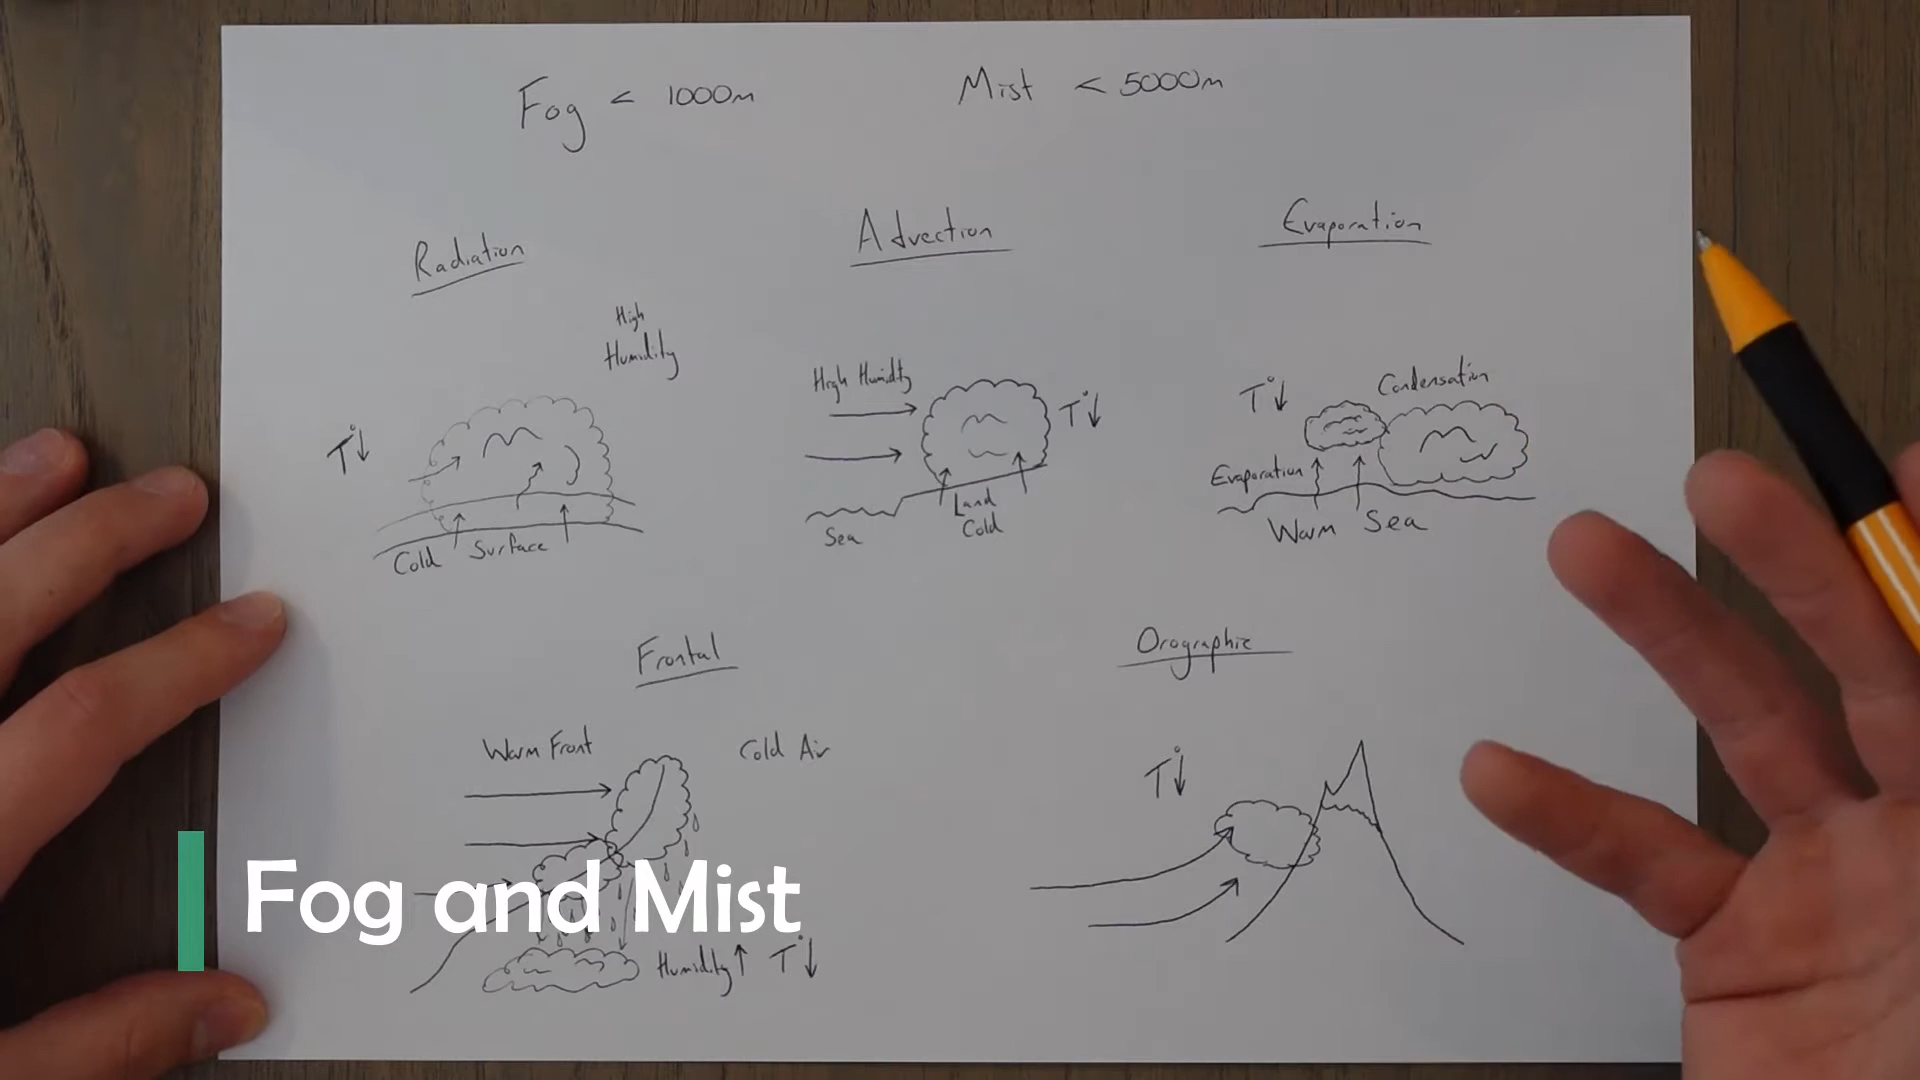 Fog < 1000m
Mist < 5000m
Radiation
Advection
Evaporation
High
Humidity
T°↓
Cold Surface
High Humidty
T°↓
Sea
Land
Cold
T°↓
Condensation
Evaporation
Warm Sea
Frontal
Orographic
Warm Front
Cold Air
Humidity↑ T°↓
T°↓
Fog and Mist